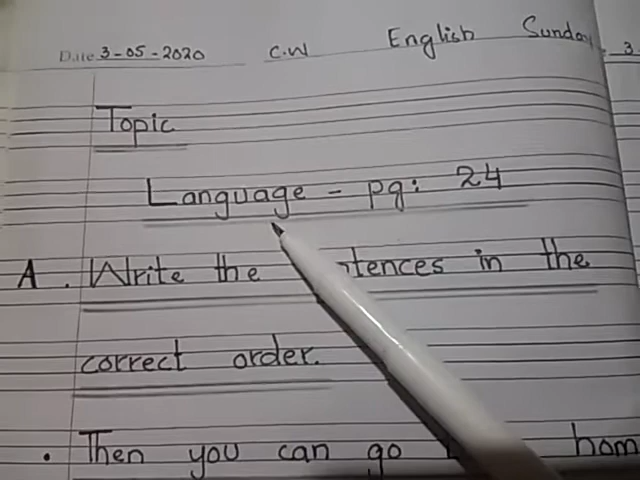 Date 3-05-2020 C.W English Sunday
Topic
Language - pg: 24
A. Write the tences in the
correct order.
• Then you can go hom